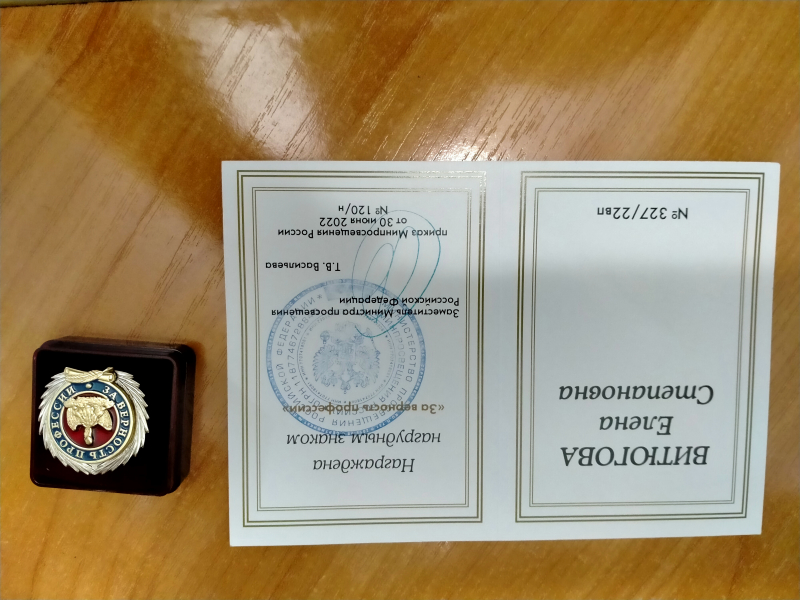 ВИТЮГОВА
Елена
Степановна
№ 327/22вп
Награждена
нагрудным знаком
«За верность профессии»
Заместитель Министра просвещения
Российской Федерации
Т.В. Васильева
приказ Минпросвещения России
от 30 июня 2022
№ 120/н
ЗА ВЕРНОСТЬ ПРОФЕССИИ